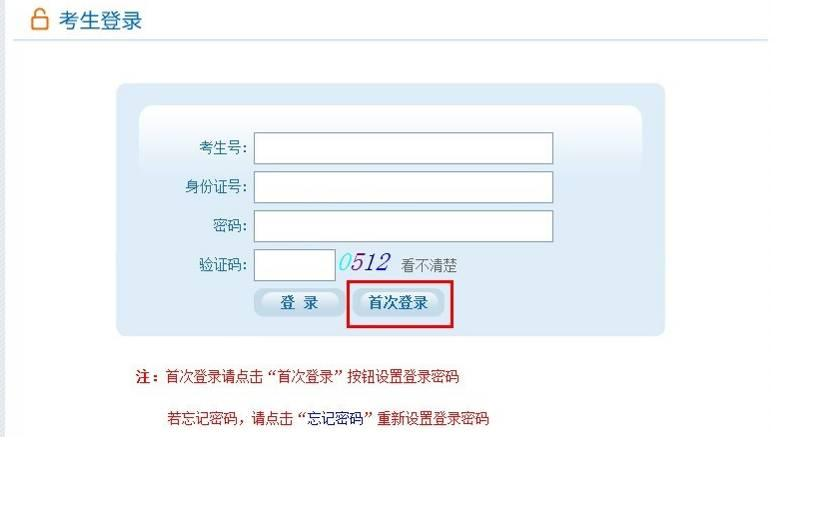 考生登录
考生号：
身份证号：
密码：
验证码： 0512 看不清楚
登 录 首次登录
注：首次登录请点击“首次登录”按钮设置登录密码
若忘记密码，请点击“忘记密码”重新设置登录密码